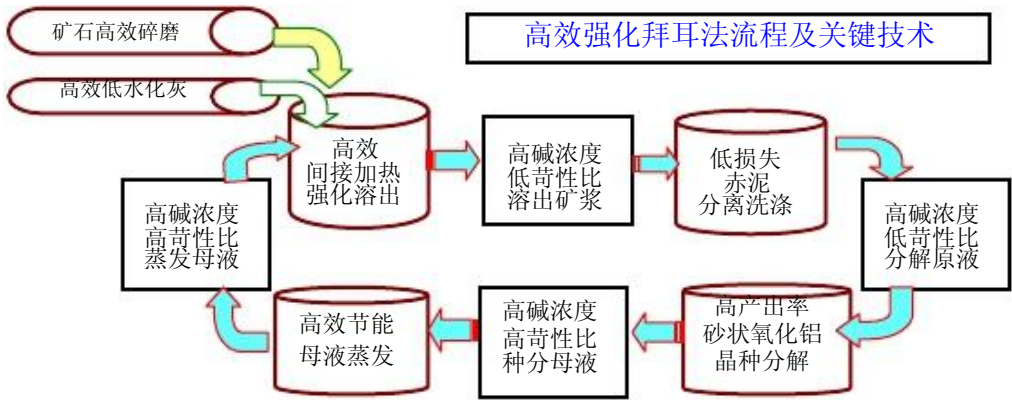 高效强化拜耳法流程及关键技术
矿石高效碎磨
高效低水化灰
高效
间接加热
强化溶出
高碱浓度
低苛性比
溶出矿浆
低损失
赤泥
分离洗涤
高碱浓度
低苛性比
分解原液
高产出率
砂状氧化铝
晶种分解
高碱浓度
高苛性比
种分母液
高效节能
母液蒸发
高碱浓度
高苛性比
蒸发母液